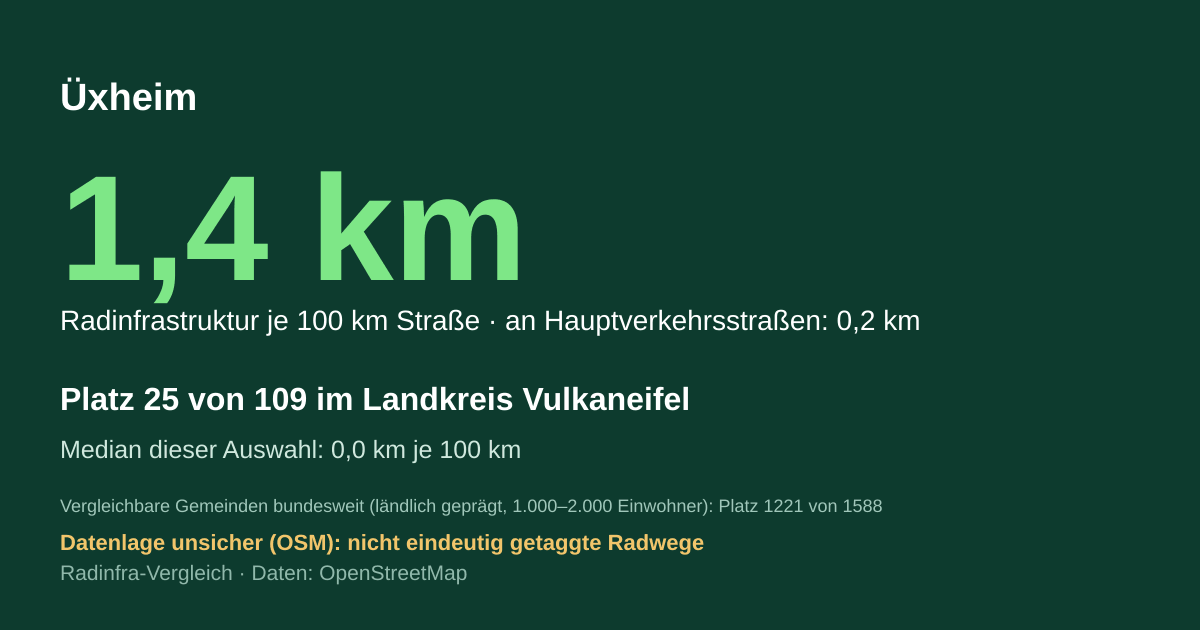 Üxheim
1,4 km
Radinfrastruktur je 100 km Straße · an Hauptverkehrsstraßen: 0,2 km
Platz 25 von 109 im Landkreis Vulkaneifel
Median dieser Auswahl: 0,0 km je 100 km
Vergleichbare Gemeinden bundesweit (ländlich geprägt, 1.000–2.000 Einwohner): Platz 1221 von 1588
Datenlage unsicher (OSM): nicht eindeutig getaggte Radwege
Radinfra-Vergleich · Daten: OpenStreetMap